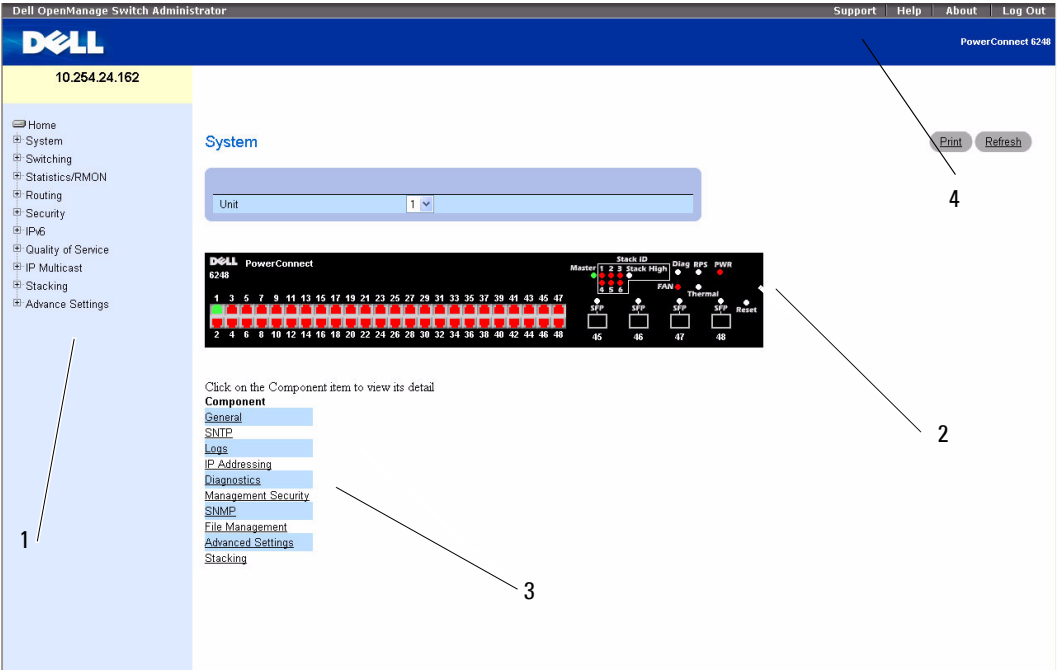 Dell OpenManage Switch Administrator
Support | Help | About | Log Out
DELL
PowerConnect 6248
10.254.24.162
Home
System
Switching
Statistics/RMON
Routing
Security
IPv6
Quality of Service
IP Multicast
Stacking
Advance Settings
System
Print Refresh
Unit 1
DELL PowerConnect
6248
Stack ID
Master 1 2 3 Stack High Diag RPS PWR
4 5 6 FAN Thermal
1 3 5 7 9 11 13 15 17 19 21 23 25 27 29 31 33 35 37 39 41 43 45 47
SFP SFP SFP SFP Reset
2 4 6 8 10 12 14 16 18 20 22 24 26 28 30 32 34 36 38 40 42 44 46 48
45 46 47 48
Click on the Component item to view its detail
Component
General
SNTP
Logs
IP Addressing
Diagnostics
Management Security
SNMP
File Management
Advanced Settings
Stacking
1
2
3
4